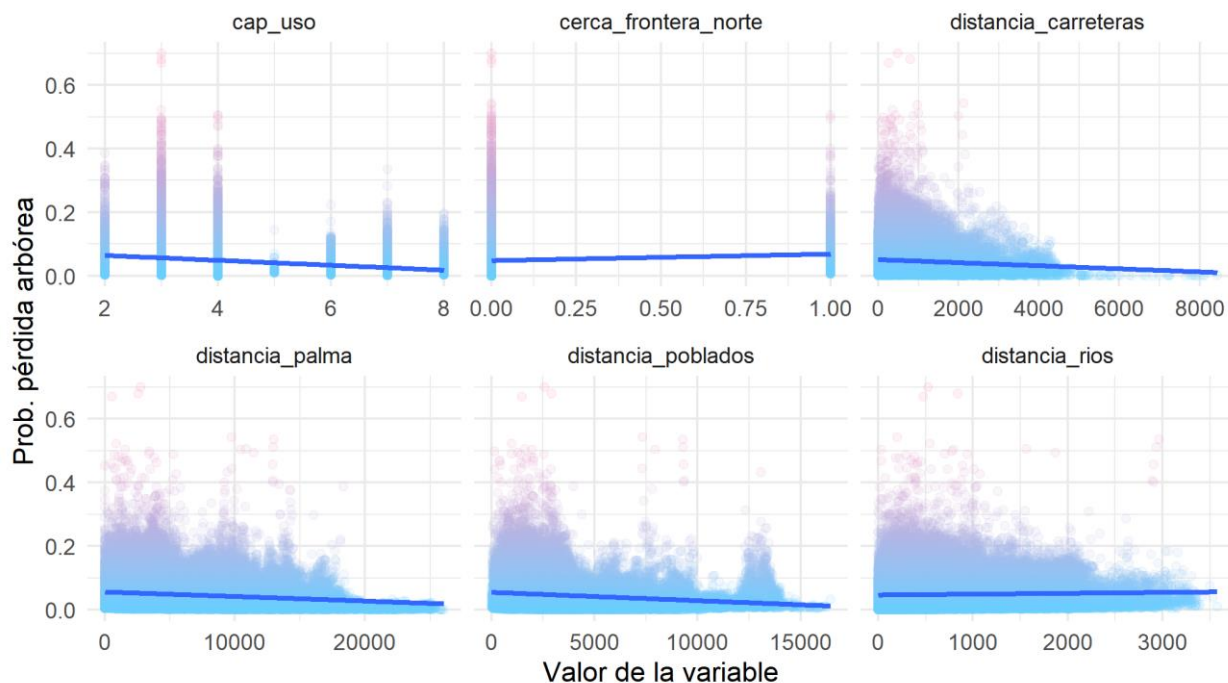 cap_uso
cerca_frontera_norte
distancia_carreteras
0.6
0.4
0.2
0.0
2 4 6 8
0.00 0.25 0.50 0.75 1.00
0 2000 4000 6000 8000
Prob. pérdida arbórea
distancia_palma
distancia_poblados
distancia_rios
0.6
0.4
0.2
0.0
0 10000 20000
0 5000 10000 15000
0 1000 2000 3000
Valor de la variable